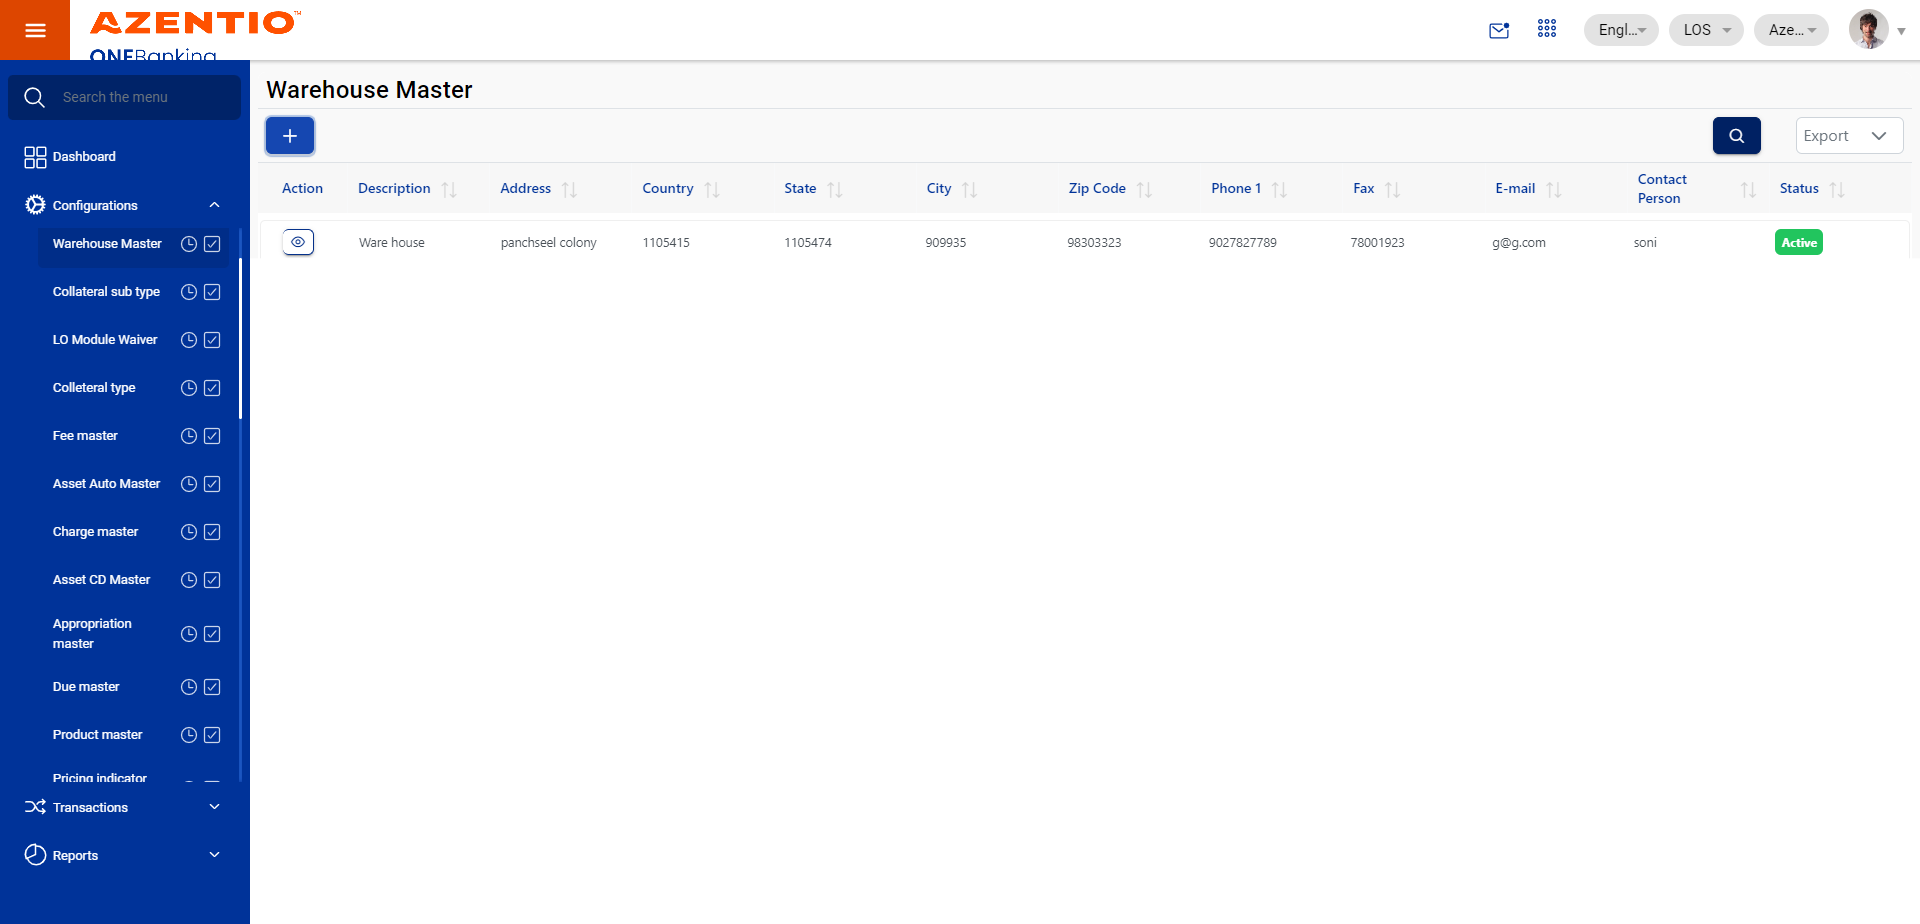 AZENTIO™
ONEBanking
Engl...
LOS
Aze...
Search the menu
Dashboard
Configurations
Warehouse Master
Collateral sub type
LO Module Waiver
Colleteral type
Fee master
Asset Auto Master
Charge master
Asset CD Master
Appropriation
master
Due master
Product master
Pricing indicator
Transactions
Reports
Warehouse Master
Export
Action Description Address Country State City Zip Code Phone 1 Fax E-mail Contact Person Status
Ware house panchseel colony 1105415 1105474 909935 98303323 9027827789 78001923 g@g.com soni Active